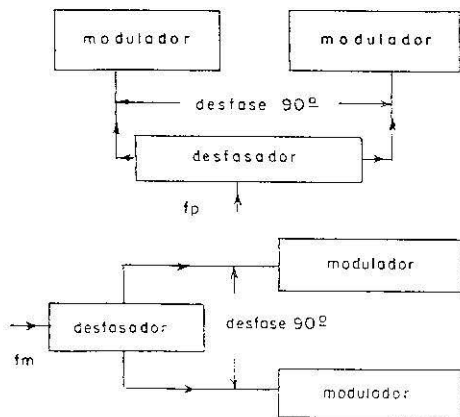 modulador modulador
desfase 90º
desfasador
fp
modulador
desfasador desfase 90º
fm
modulador